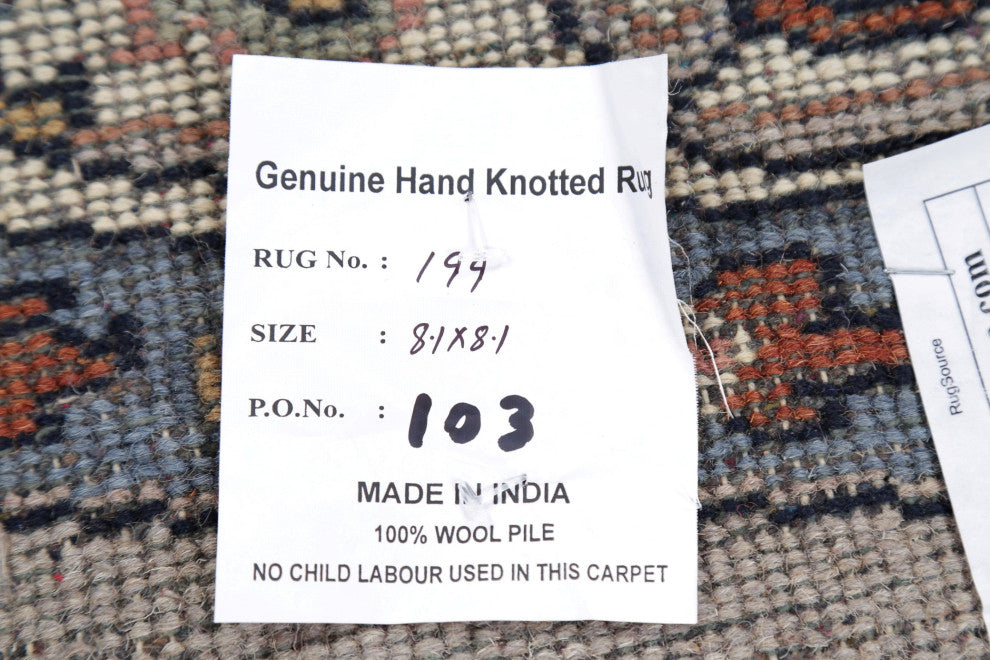 Genuine Hand Knotted Rug
RUG No. : 194
SIZE : 8.1X8.1
P.O.No. : 103
MADE IN INDIA
100% WOOL PILE
NO CHILD LABOUR USED IN THIS CARPET
com
RugSource